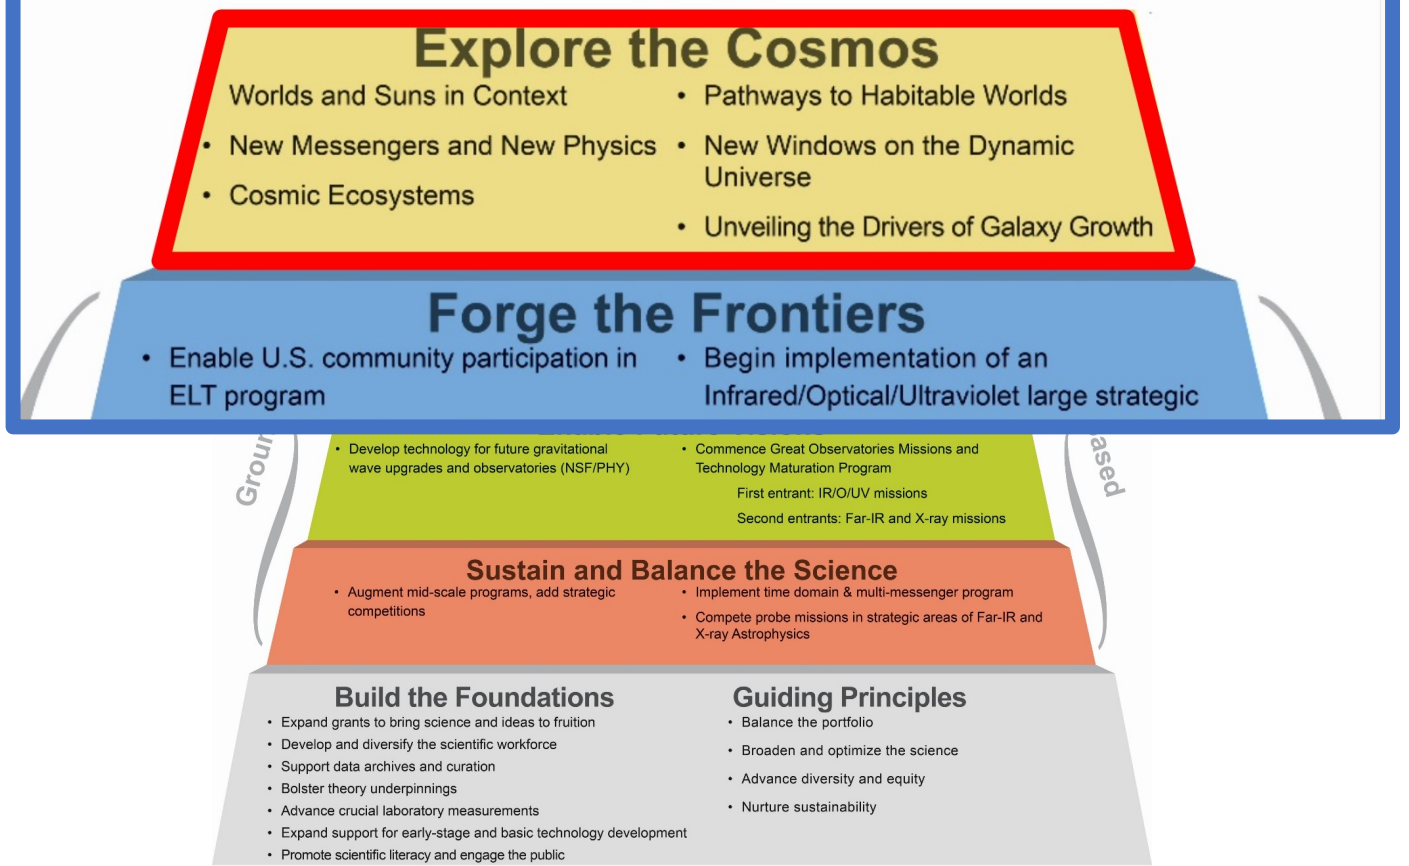 Explore the Cosmos
Worlds and Suns in Context
• New Messengers and New Physics
• Cosmic Ecosystems
• Pathways to Habitable Worlds
• New Windows on the Dynamic
Universe
• Unveiling the Drivers of Galaxy Growth
Forge the Frontiers
• Enable U.S. community participation in
ELT program
• Begin implementation of an
Infrared/Optical/Ultraviolet large strategic
• Develop technology for future gravitational
wave upgrades and observatories (NSF/PHY)
• Commence Great Observatories Missions and
Technology Maturation Program
First entrant: IR/O/UV missions
Second entrants: Far-IR and X-ray missions
Sustain and Balance the Science
• Augment mid-scale programs, add strategic
competitions
• Implement time domain & multi-messenger program
• Compete probe missions in strategic areas of Far-IR and
X-ray Astrophysics
Build the Foundations
• Expand grants to bring science and ideas to fruition
• Develop and diversify the scientific workforce
• Support data archives and curation
• Bolster theory underpinnings
• Advance crucial laboratory measurements
• Expand support for early-stage and basic technology development
• Promote scientific literacy and engage the public
Guiding Principles
• Balance the portfolio
• Broaden and optimize the science
• Advance diversity and equity
• Nurture sustainability